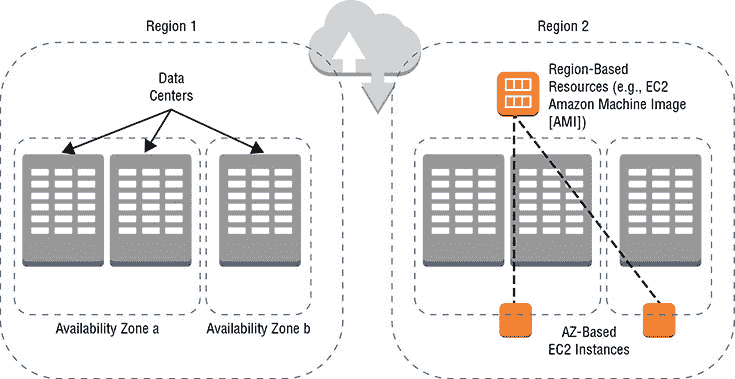 Region 1
Data
Centers
Availability Zone a
Availability Zone b
Region 2
Region-Based
Resources (e.g., EC2
Amazon Machine Image
[AMI])
AZ-Based
EC2 Instances